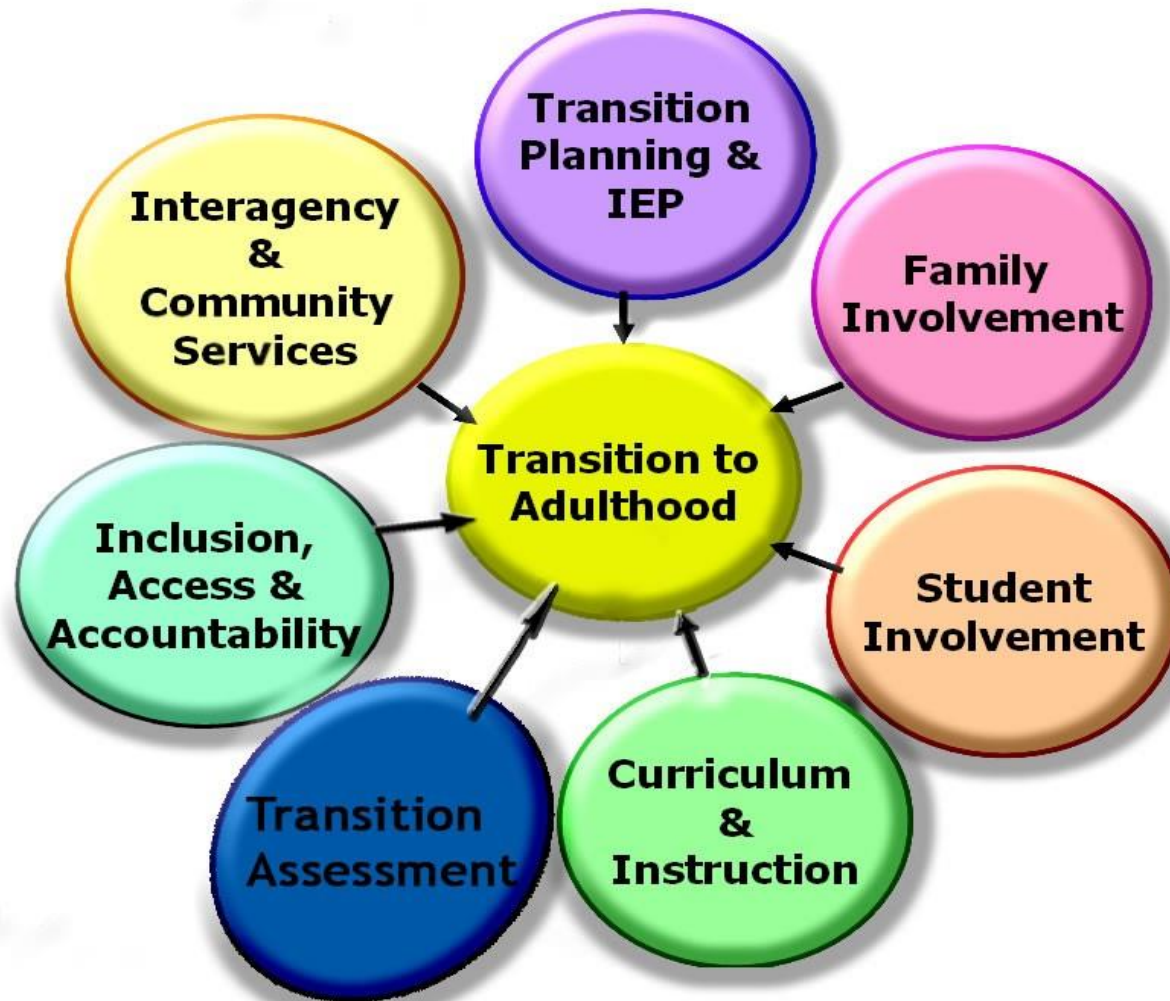 Transition
Planning &
IEP
Interagency
&
Community
Services
Family
Involvement
Transition to
Adulthood
Inclusion,
Access &
Accountability
Student
Involvement
Transition
Assessment
Curriculum
&
Instruction